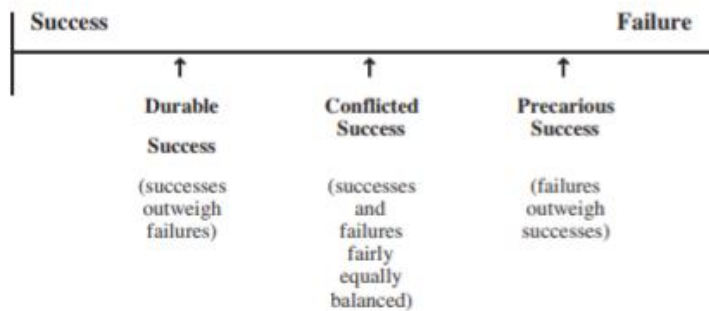 Success Failure
↑ ↑ ↑
Durable
Success
(successes
outweigh
failures)
Conflicted
Success
(successes
and
failures
fairly
equally
balanced)
Precarious
Success
(failures
outweigh
successes)